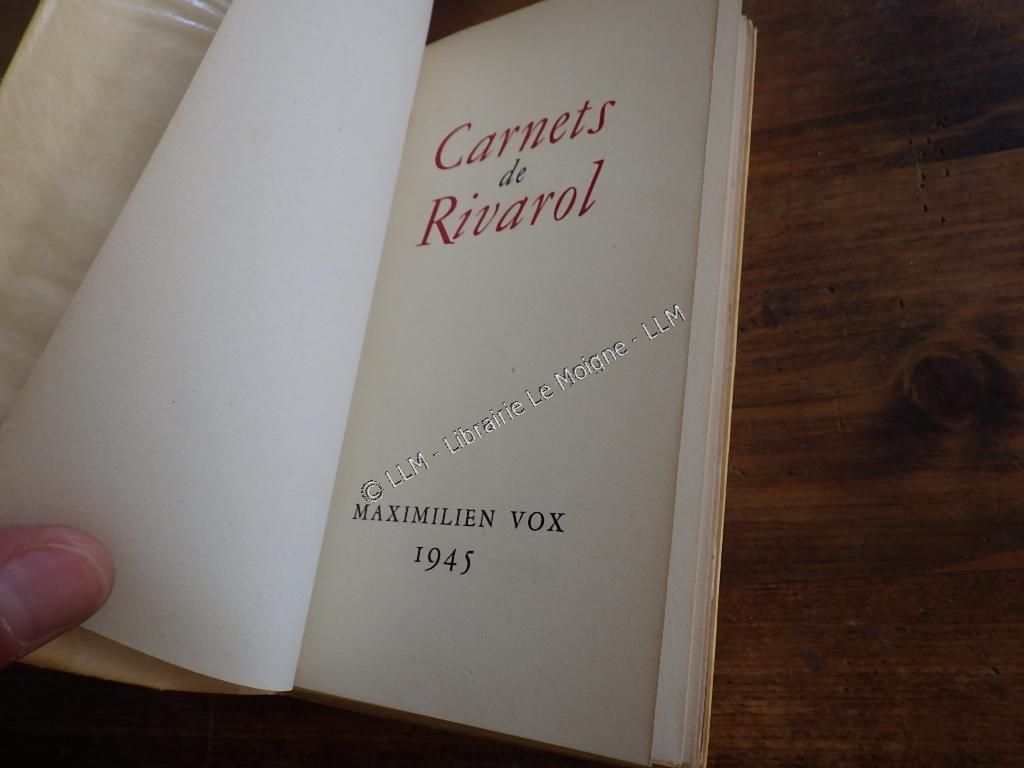 Carnets
de
Rivarol
© LLM - Librairie Le Moigne - LLM
MAXIMILIEN VOX
1945